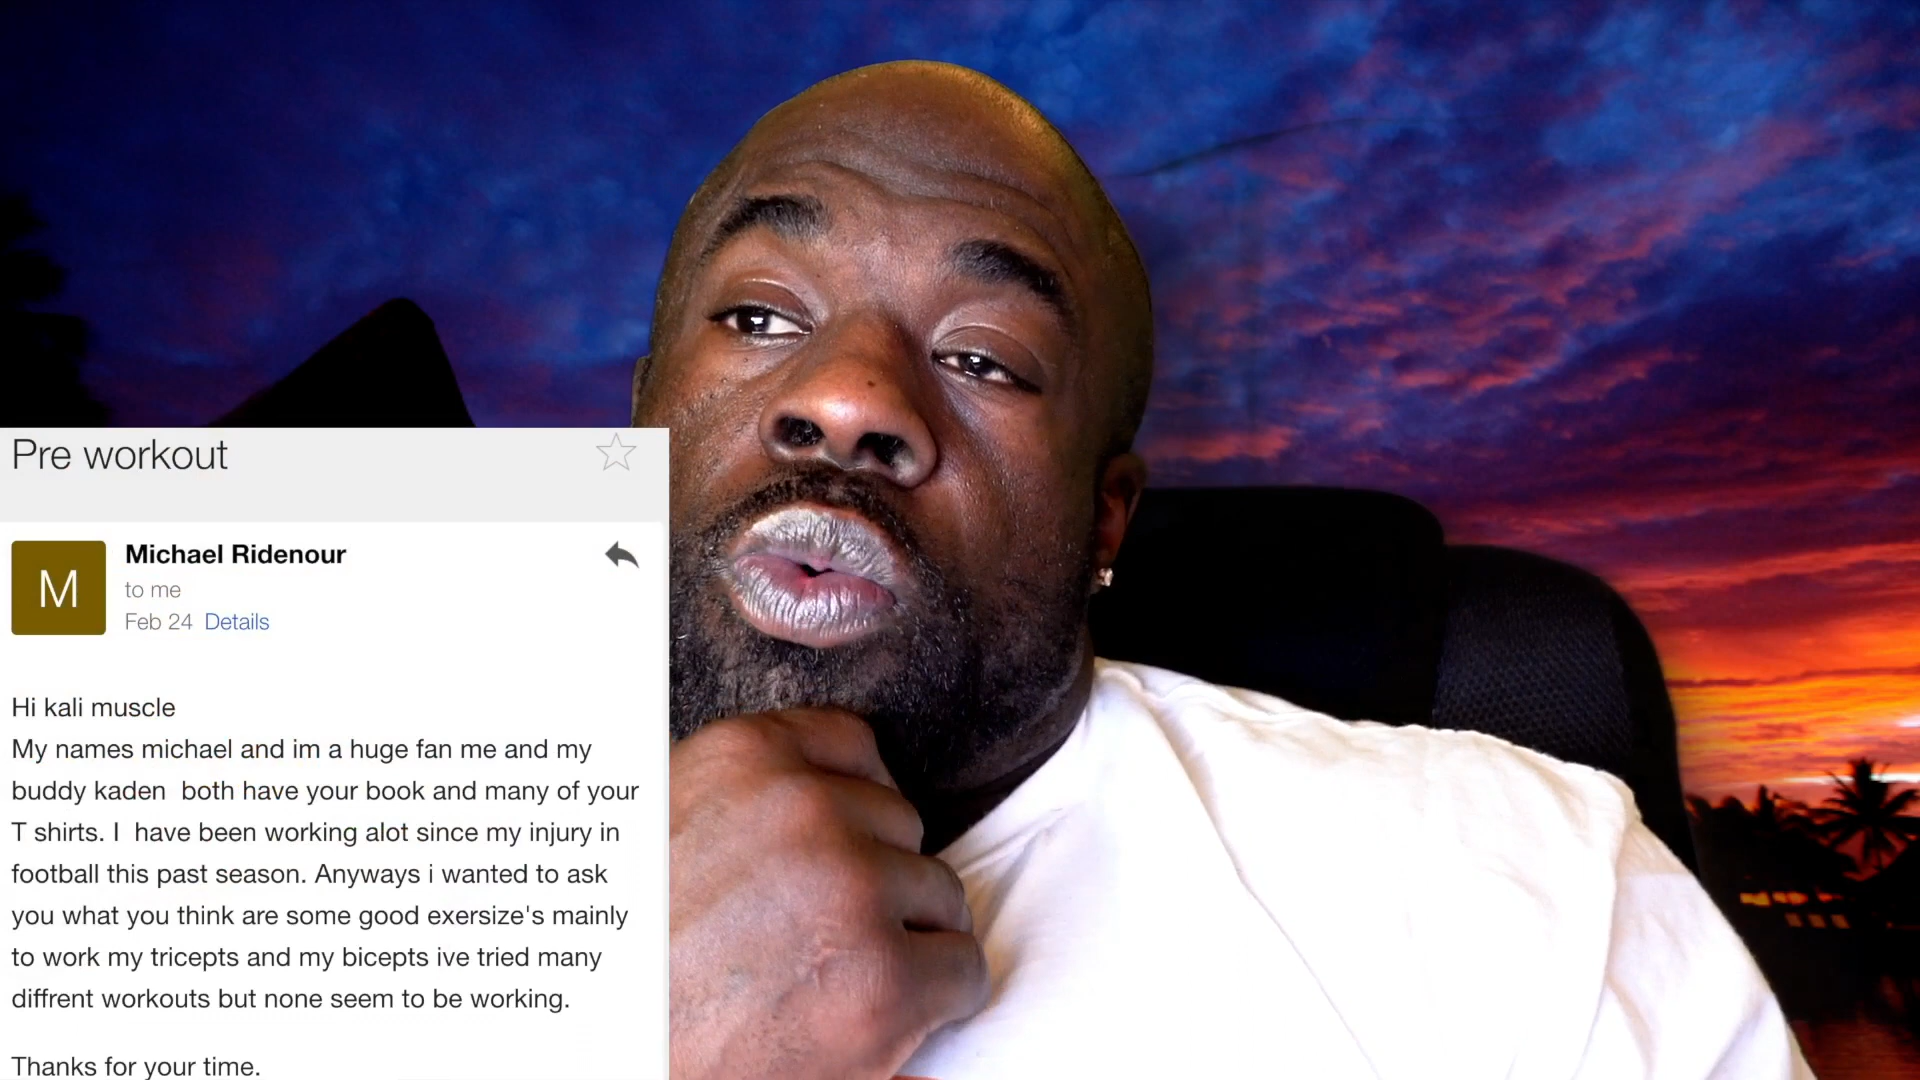 Pre workout
M
Michael Ridenour
to me
Feb 24 Details
Hi kali muscle
My names michael and im a huge fan me and my
buddy kaden both have your book and many of your
T shirts. I have been working alot since my injury in
football this past season. Anyways i wanted to ask
you what you think are some good exersize's mainly
to work my tricepts and my bicepts ive tried many
diffrent workouts but none seem to be working.
Thanks for your time.